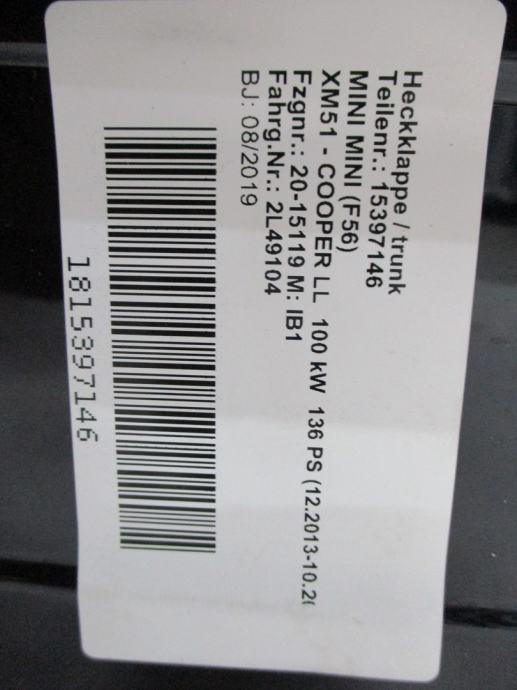 Heckklappe / trunk
Teilenr.: 15397146
MINI MINI (F56)
XM51 - COOPER LL 100 kW 136 PS (12.2013-10.20
Fzgnr.: 20-15119 M: IB1
Fahrg.Nr.: 2L49104
BJ: 08/2019
1815397146